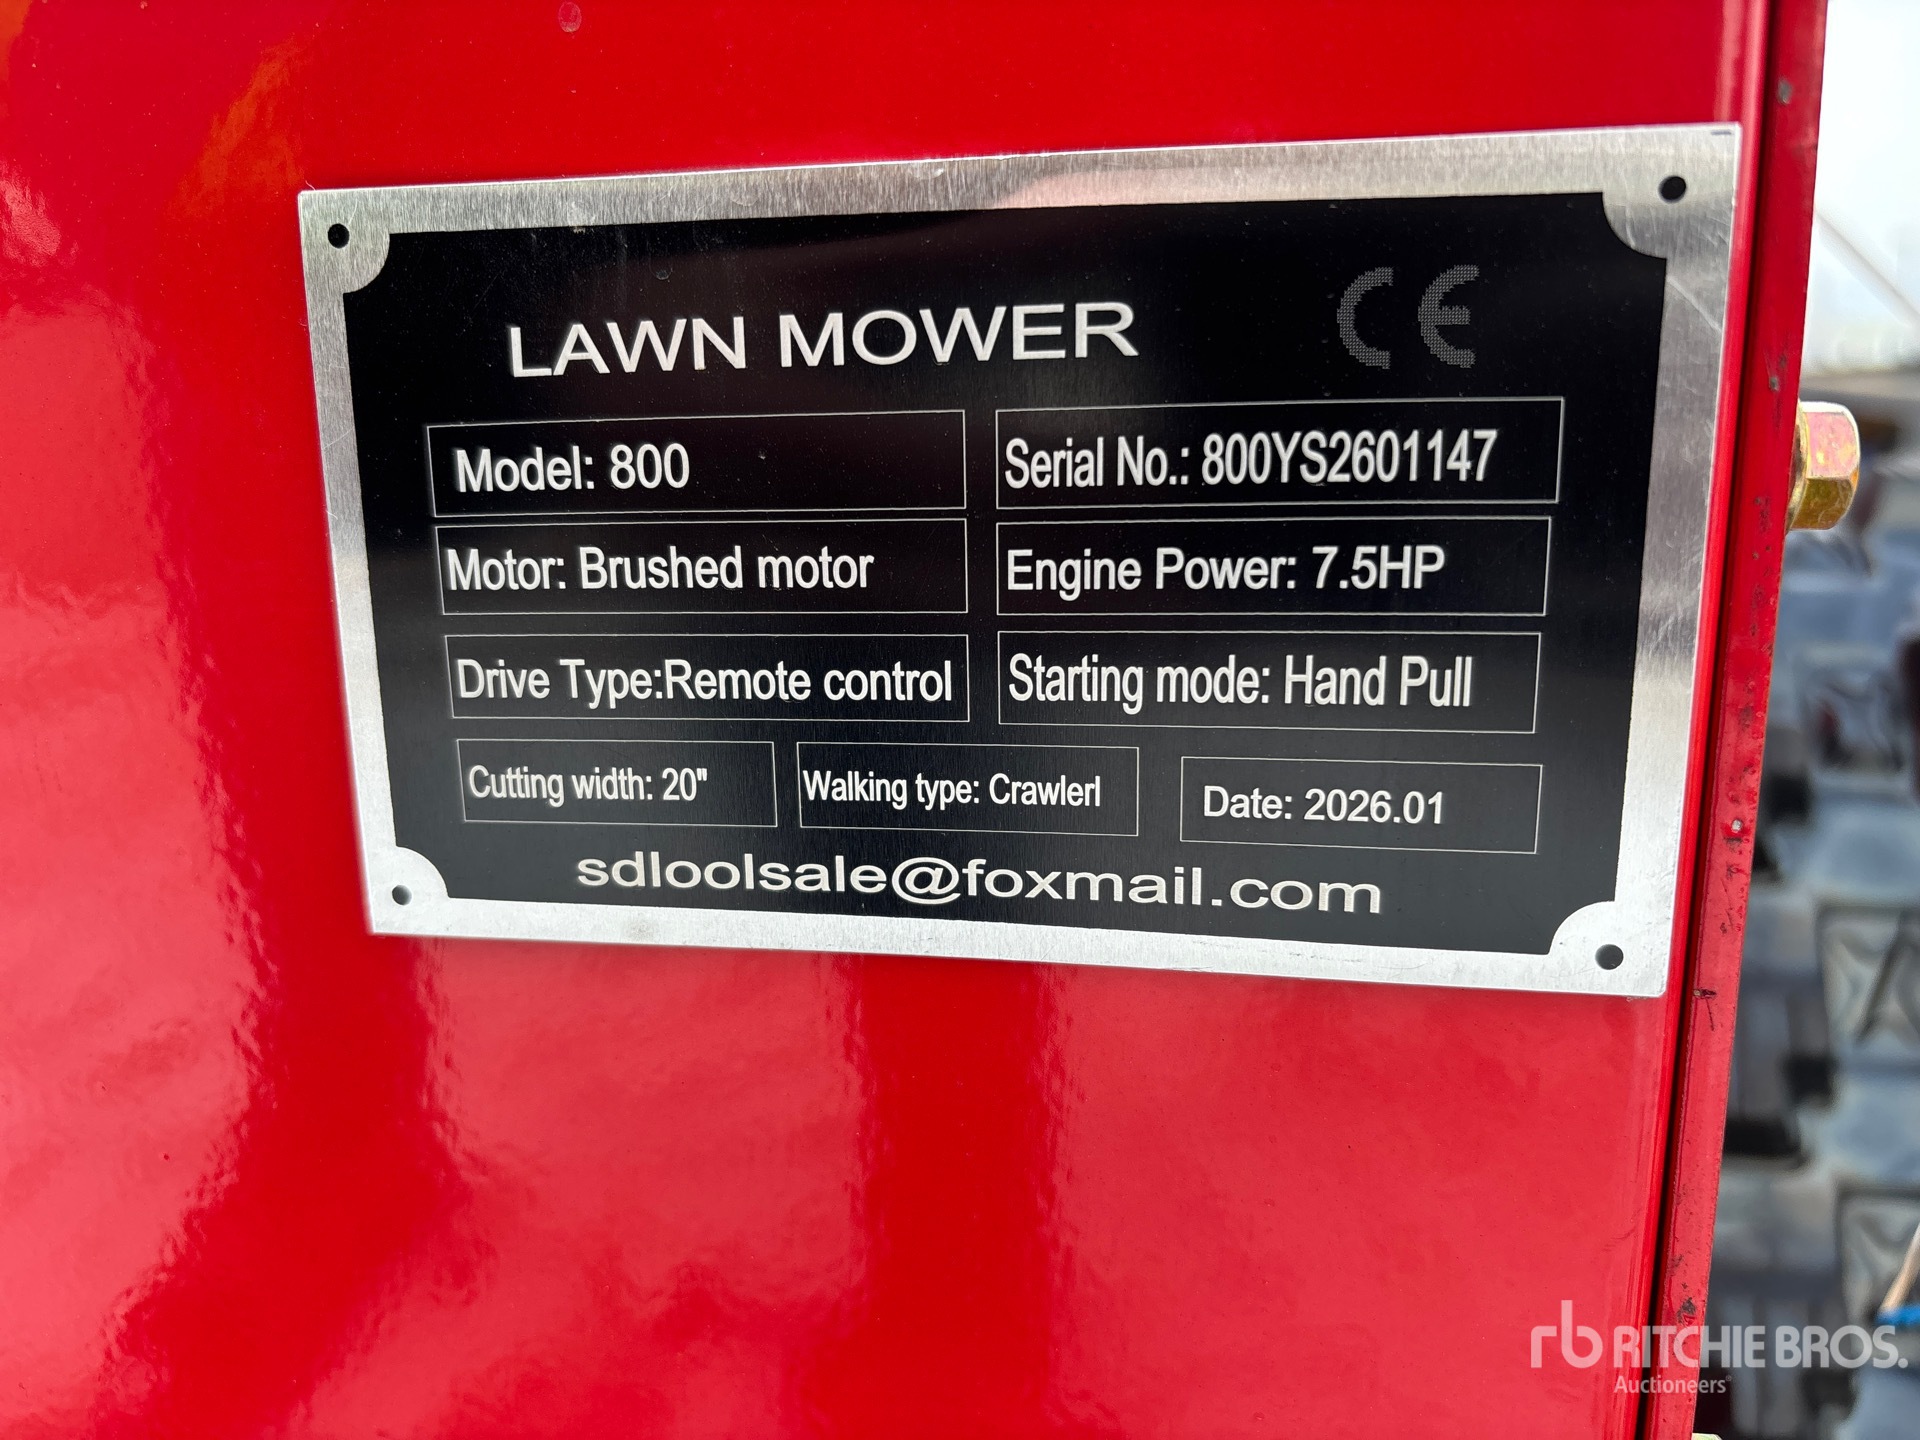 LAWN MOWER CE
Model: 800
Serial No.: 800YS2601147
Motor: Brushed motor
Engine Power: 7.5HP
Drive Type:Remote control
Starting mode: Hand Pull
Cutting width: 20"
Walking type: Crawlerl
Date: 2026.01
sdloolsale@foxmail.com
rb RITCHIE BROS.
Auctioneers